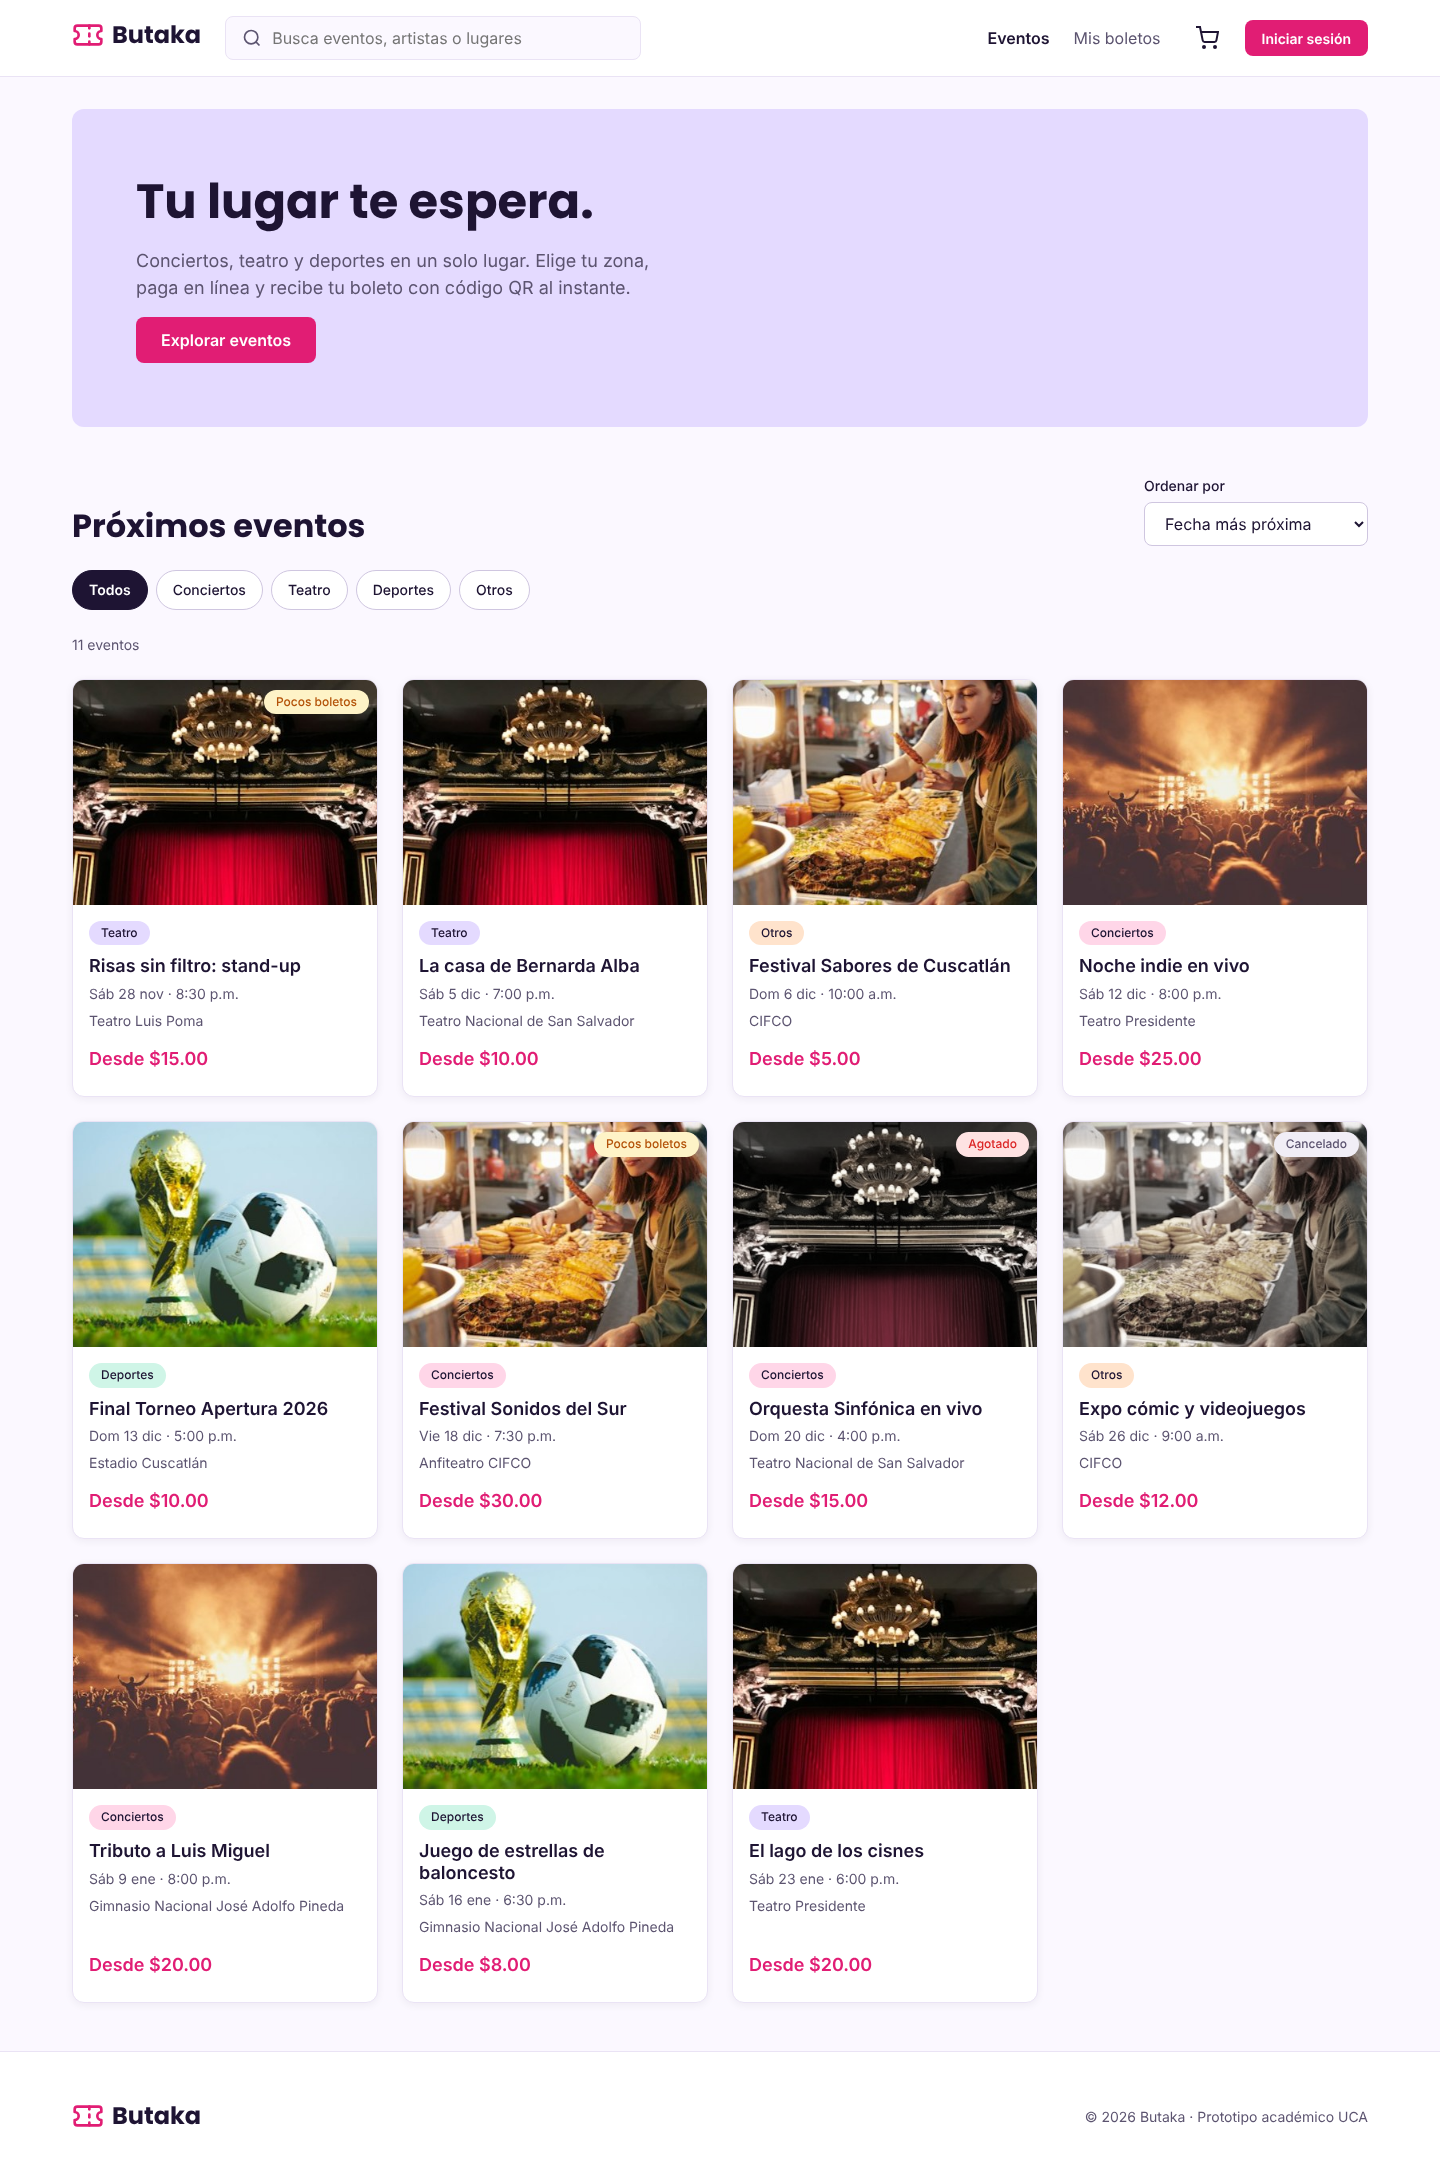 Butaka
Busca eventos, artistas o lugares
Eventos
Mis boletos
Iniciar sesión
Tu lugar te espera.
Conciertos, teatro y deportes en un solo lugar. Elige tu zona,
paga en línea y recibe tu boleto con código QR al instante.
Explorar eventos
Ordenar por
Próximos eventos
Fecha más próxima
Todos
Conciertos
Teatro
Deportes
Otros
11 eventos
Pocos boletos
Teatro
Risas sin filtro: stand-up
Sáb 28 nov · 8:30 p.m.
Teatro Luis Poma
Desde $15.00
Teatro
La casa de Bernarda Alba
Sáb 5 dic · 7:00 p.m.
Teatro Nacional de San Salvador
Desde $10.00
Otros
Festival Sabores de Cuscatlán
Dom 6 dic · 10:00 a.m.
CIFCO
Desde $5.00
Conciertos
Noche indie en vivo
Sáb 12 dic · 8:00 p.m.
Teatro Presidente
Desde $25.00
Deportes
Final Torneo Apertura 2026
Dom 13 dic · 5:00 p.m.
Estadio Cuscatlán
Desde $10.00
Pocos boletos
Conciertos
Festival Sonidos del Sur
Vie 18 dic · 7:30 p.m.
Anfiteatro CIFCO
Desde $30.00
Agotado
Conciertos
Orquesta Sinfónica en vivo
Dom 20 dic · 4:00 p.m.
Teatro Nacional de San Salvador
Desde $15.00
Cancelado
Otros
Expo cómic y videojuegos
Sáb 26 dic · 9:00 a.m.
CIFCO
Desde $12.00
Conciertos
Tributo a Luis Miguel
Sáb 9 ene · 8:00 p.m.
Gimnasio Nacional José Adolfo Pineda
Desde $20.00
Deportes
Juego de estrellas de
baloncesto
Sáb 16 ene · 6:30 p.m.
Gimnasio Nacional José Adolfo Pineda
Desde $8.00
Teatro
El lago de los cisnes
Sáb 23 ene · 6:00 p.m.
Teatro Presidente
Desde $20.00
Butaka
© 2026 Butaka · Prototipo académico UCA